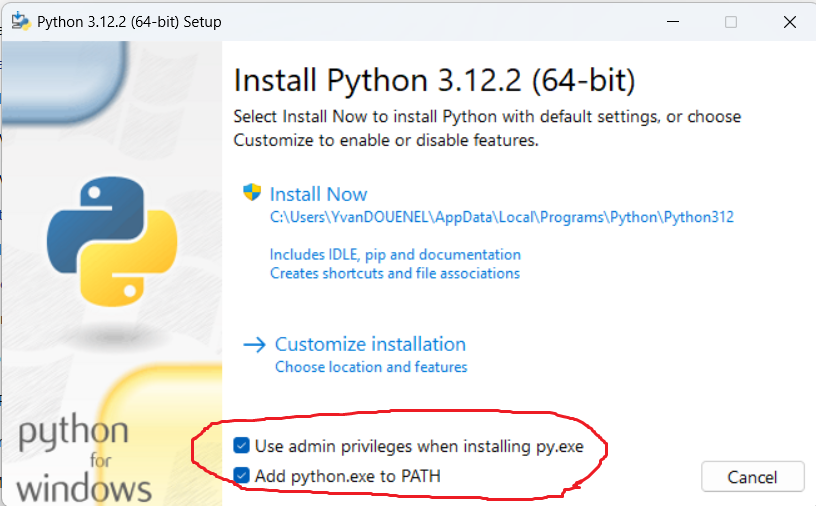 Python 3.12.2 (64-bit) Setup
Install Python 3.12.2 (64-bit)
Select Install Now to install Python with default settings, or choose
Customize to enable or disable features.
Install Now
C:\Users\YvanDOUENEL\AppData\Local\Programs\Python\Python312
Includes IDLE, pip and documentation
Creates shortcuts and file associations
Customize installation
Choose location and features
python
for
windows
Use admin privileges when installing py.exe
Add python.exe to PATH
Cancel